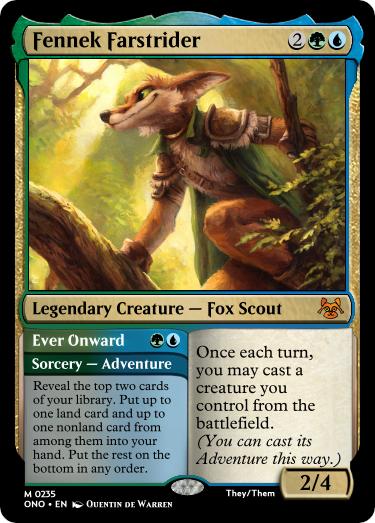 Fennek Farstrider 2
Legendary Creature — Fox Scout
Ever Onward
Sorcery — Adventure
Reveal the top two cards
of your library. Put up to
one land card and up to
one nonland card from
among them into your
hand. Put the rest on the
bottom in any order.
Once each turn,
you may cast a
creature you
control from the
battlefield.
(You can cast its
Adventure this way.)
2/4
M 0235
ONO • EN Quentin de Warren
They/Them